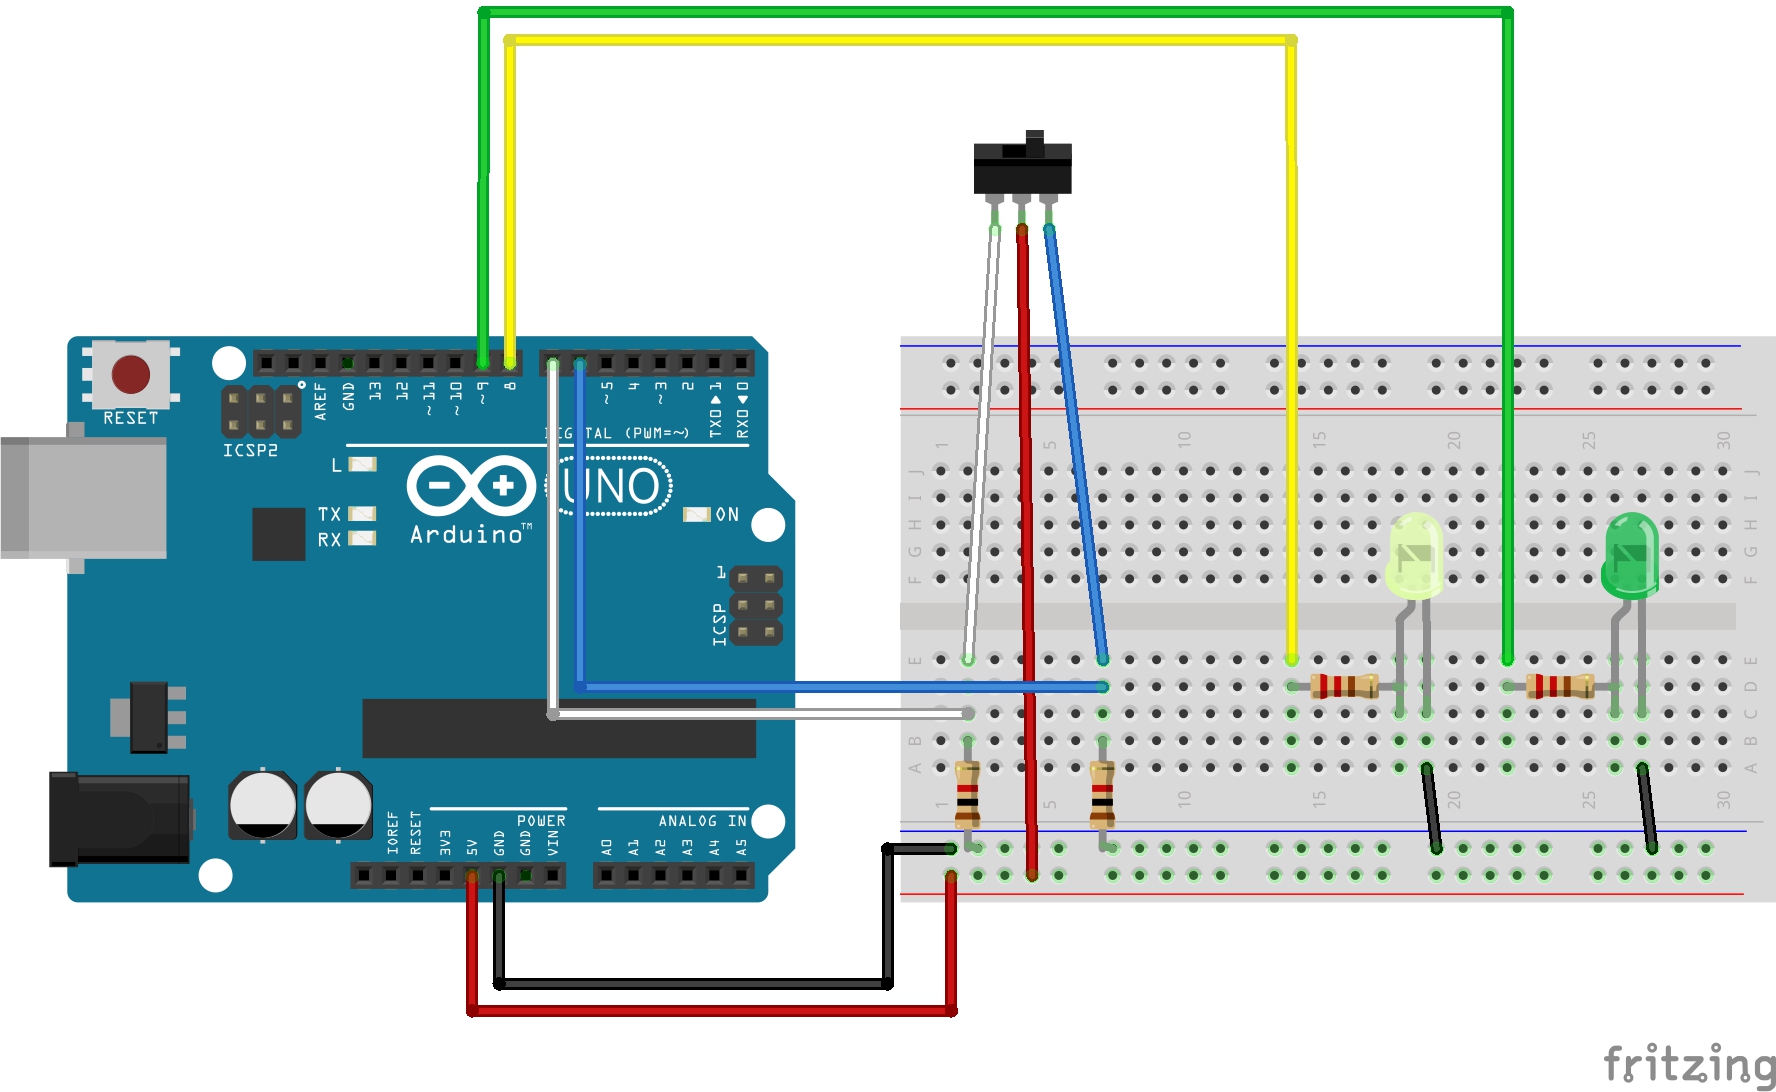 RESET
ICSP2
AREF
GND
13
12
~11
~10
~9
8
~5
4
~3
2
TX0▶1
RX0◀0
DIGITAL (PWM=~)
L
TX
RX
UNO
Arduino™
ON
1
ICSP
IOREF
RESET
3V3
5V
GND
GND
VIN
POWER
A0
A1
A2
A3
A4
A5
ANALOG IN
1 5 10 15 20 25 30
J J
I I
H H
G G
F F
E E
D D
C C
B B
A A
1 5 10 15 20 25 30
fritzing